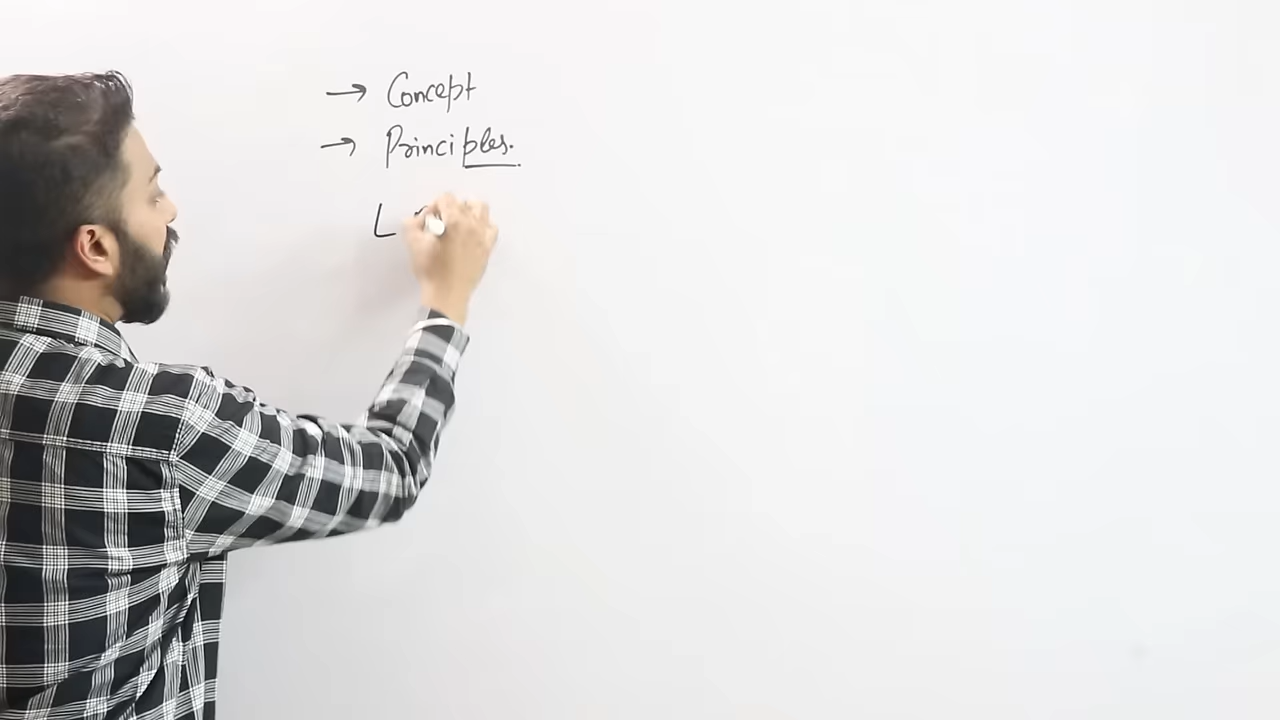 → Concept
→ Principles.
L